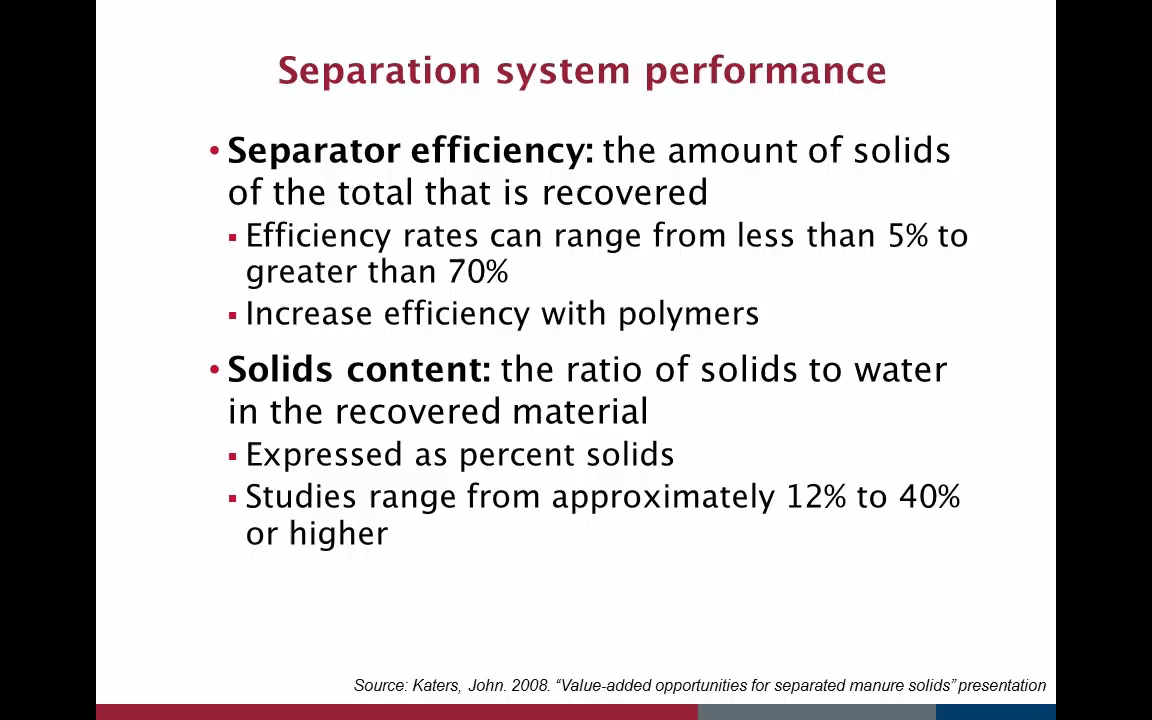 Separation system performance
• Separator efficiency: the amount of solids
of the total that is recovered
▪ Efficiency rates can range from less than 5% to
greater than 70%
▪ Increase efficiency with polymers
• Solids content: the ratio of solids to water
in the recovered material
▪ Expressed as percent solids
▪ Studies range from approximately 12% to 40%
or higher
Source: Katers, John. 2008. “Value-added opportunities for separated manure solids” presentation